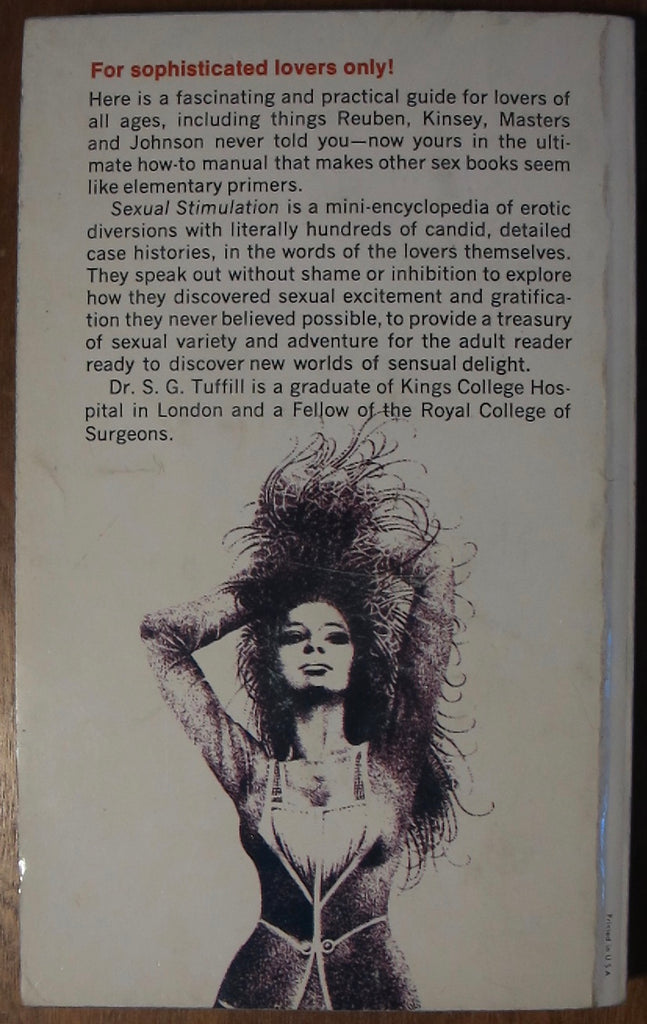 For sophisticated lovers only!
Here is a fascinating and practical guide for lovers of
all ages, including things Reuben, Kinsey, Masters
and Johnson never told you—now yours in the ulti-
mate how-to manual that makes other sex books seem
like elementary primers.
Sexual Stimulation is a mini-encyclopedia of erotic
diversions with literally hundreds of candid, detailed
case histories, in the words of the lovers themselves.
They speak out without shame or inhibition to explore
how they discovered sexual excitement and gratifica-
tion they never believed possible, to provide a treasury
of sexual variety and adventure for the adult reader
ready to discover new worlds of sensual delight.
Dr. S. G. Tuffill is a graduate of Kings College Hos-
pital in London and a Fellow of the Royal College of
Surgeons.
Printed in U.S.A.